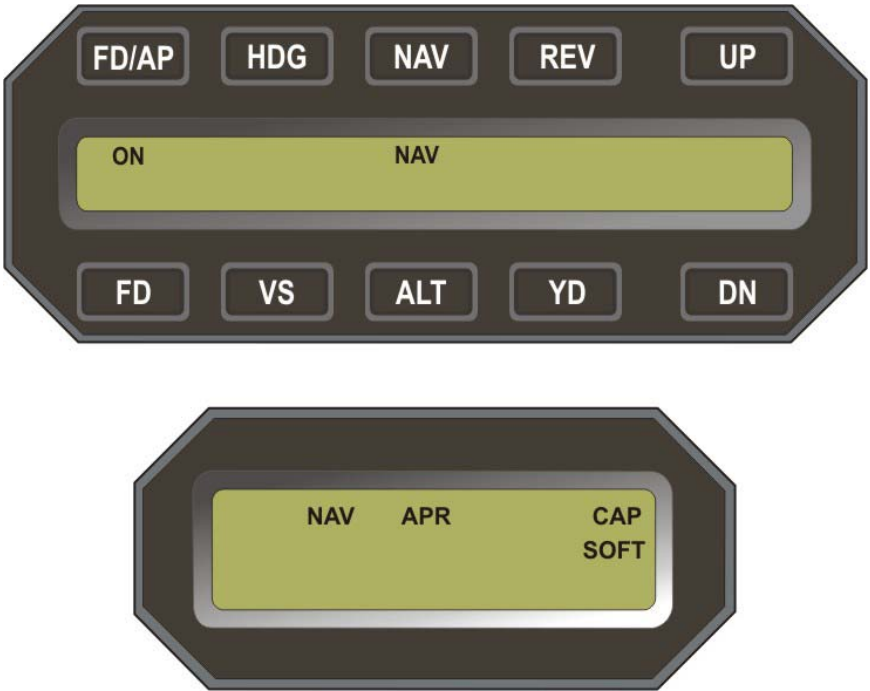 FD/AP HDG NAV REV UP
ON NAV
FD VS ALT YD DN
NAV APR CAP
SOFT